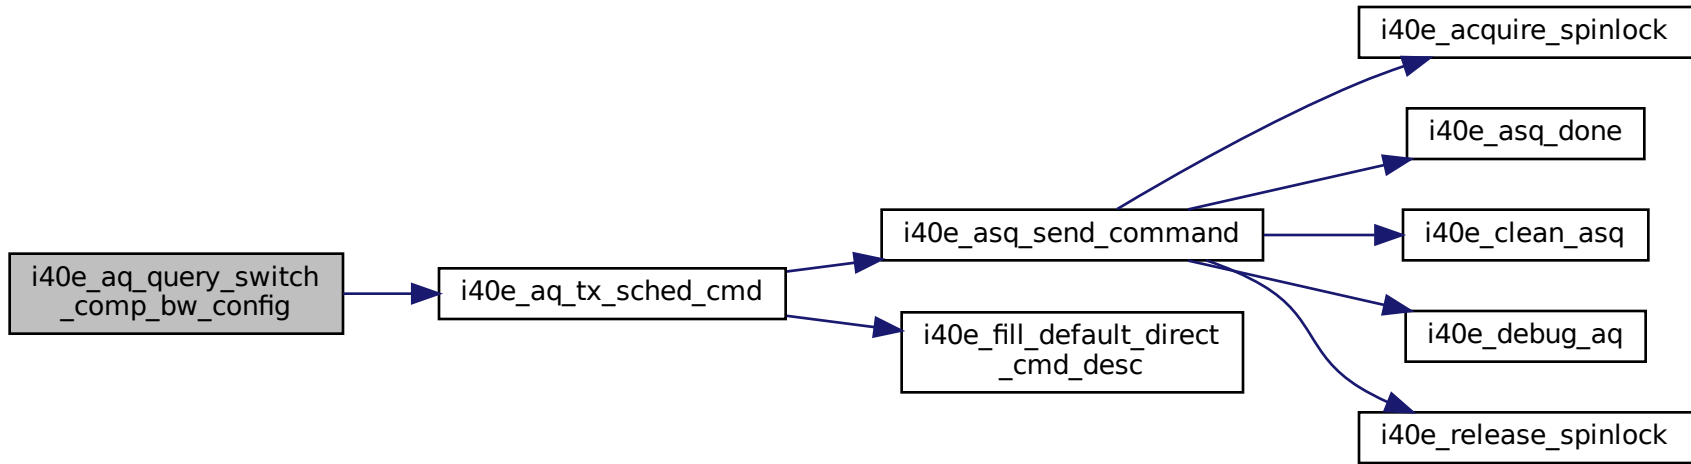 i40e_aq_query_switch
_comp_bw_config
i40e_aq_tx_sched_cmd
i40e_asq_send_command
i40e_fill_default_direct
_cmd_desc
i40e_acquire_spinlock
i40e_asq_done
i40e_clean_asq
i40e_debug_aq
i40e_release_spinlock